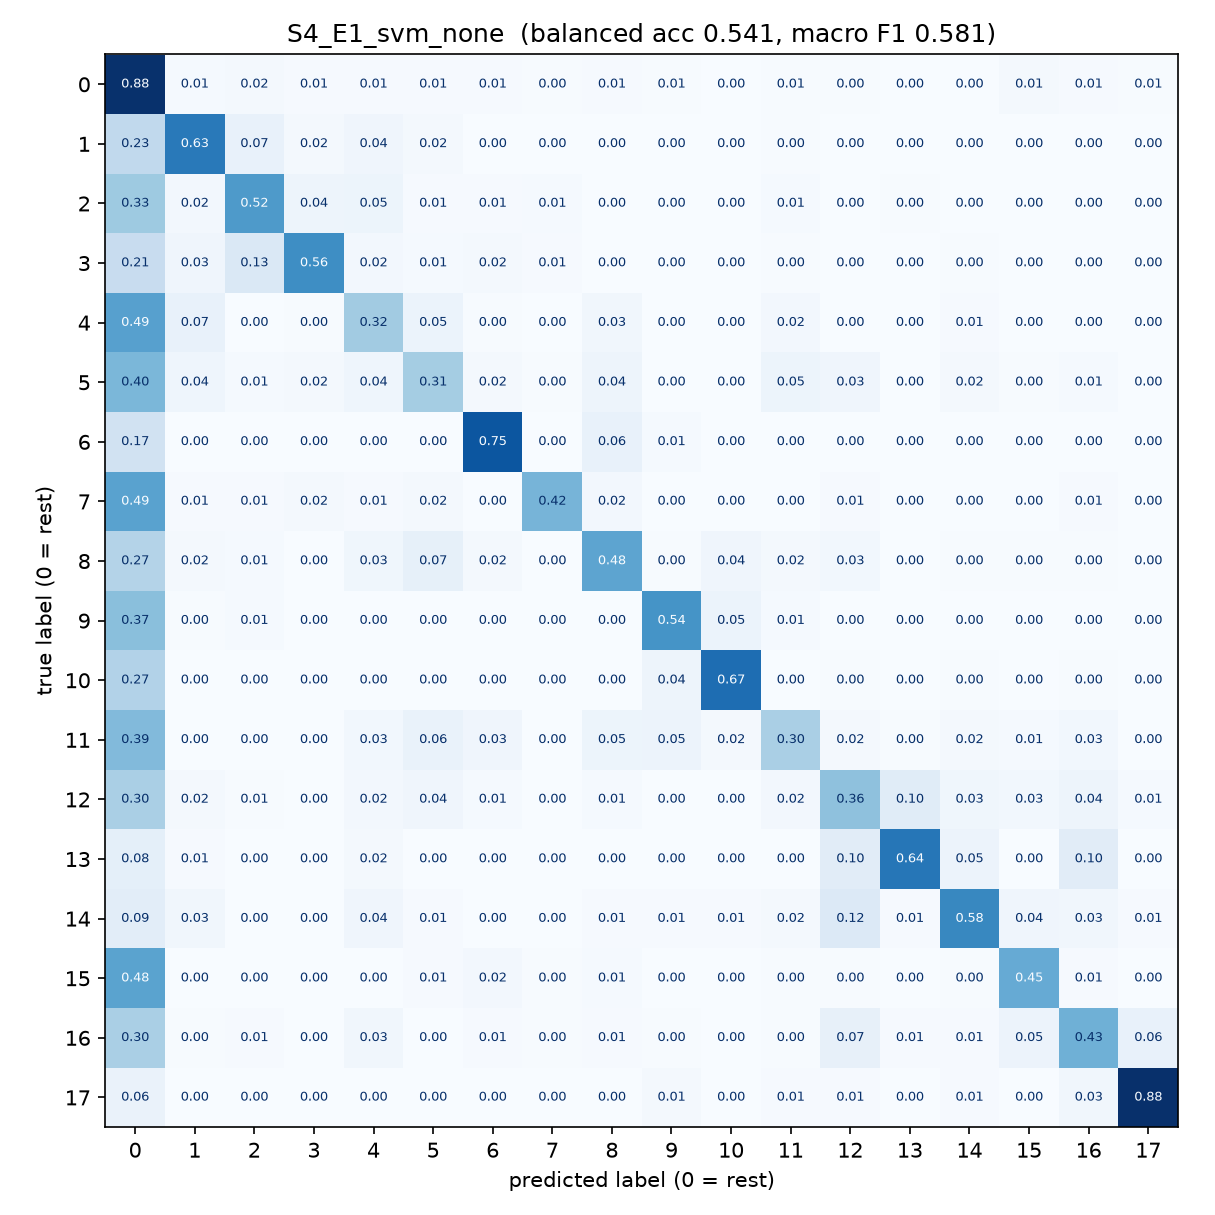 S4_E1_svm_none  (balanced acc 0.541, macro F1 0.581)
0 0.88 0.01 0.02 0.01 0.01 0.01 0.01 0.00 0.01 0.01 0.00 0.01 0.00 0.00 0.00 0.01 0.01 0.01
1 0.23 0.63 0.07 0.02 0.04 0.02 0.00 0.00 0.00 0.00 0.00 0.00 0.00 0.00 0.00 0.00 0.00 0.00
2 0.33 0.02 0.52 0.04 0.05 0.01 0.01 0.01 0.00 0.00 0.00 0.01 0.00 0.00 0.00 0.00 0.00 0.00
3 0.21 0.03 0.13 0.56 0.02 0.01 0.02 0.01 0.00 0.00 0.00 0.00 0.00 0.00 0.00 0.00 0.00 0.00
4 0.49 0.07 0.00 0.00 0.32 0.05 0.00 0.00 0.03 0.00 0.00 0.02 0.00 0.00 0.01 0.00 0.00 0.00
5 0.40 0.04 0.01 0.02 0.04 0.31 0.02 0.00 0.04 0.00 0.00 0.05 0.03 0.00 0.02 0.00 0.01 0.00
6 0.17 0.00 0.00 0.00 0.00 0.00 0.75 0.00 0.06 0.01 0.00 0.00 0.00 0.00 0.00 0.00 0.00 0.00
7 0.49 0.01 0.01 0.02 0.01 0.02 0.00 0.42 0.02 0.00 0.00 0.00 0.01 0.00 0.00 0.00 0.01 0.00
8 0.27 0.02 0.01 0.00 0.03 0.07 0.02 0.00 0.48 0.00 0.04 0.02 0.03 0.00 0.00 0.00 0.00 0.00
9 0.37 0.00 0.01 0.00 0.00 0.00 0.00 0.00 0.00 0.54 0.05 0.01 0.00 0.00 0.00 0.00 0.00 0.00
10 0.27 0.00 0.00 0.00 0.00 0.00 0.00 0.00 0.00 0.04 0.67 0.00 0.00 0.00 0.00 0.00 0.00 0.00
11 0.39 0.00 0.00 0.00 0.03 0.06 0.03 0.00 0.05 0.05 0.02 0.30 0.02 0.00 0.02 0.01 0.03 0.00
12 0.30 0.02 0.01 0.00 0.02 0.04 0.01 0.00 0.01 0.00 0.00 0.02 0.36 0.10 0.03 0.03 0.04 0.01
13 0.08 0.01 0.00 0.00 0.02 0.00 0.00 0.00 0.00 0.00 0.00 0.00 0.10 0.64 0.05 0.00 0.10 0.00
14 0.09 0.03 0.00 0.00 0.04 0.01 0.00 0.00 0.01 0.01 0.01 0.02 0.12 0.01 0.58 0.04 0.03 0.01
15 0.48 0.00 0.00 0.00 0.00 0.01 0.02 0.00 0.01 0.00 0.00 0.00 0.00 0.00 0.00 0.45 0.01 0.00
16 0.30 0.00 0.01 0.00 0.03 0.00 0.01 0.00 0.01 0.00 0.00 0.00 0.07 0.01 0.01 0.05 0.43 0.06
17 0.06 0.00 0.00 0.00 0.00 0.00 0.00 0.00 0.00 0.01 0.00 0.01 0.01 0.00 0.01 0.00 0.03 0.88
0 1 2 3 4 5 6 7 8 9 10 11 12 13 14 15 16 17
predicted label (0 = rest)
true label (0 = rest)